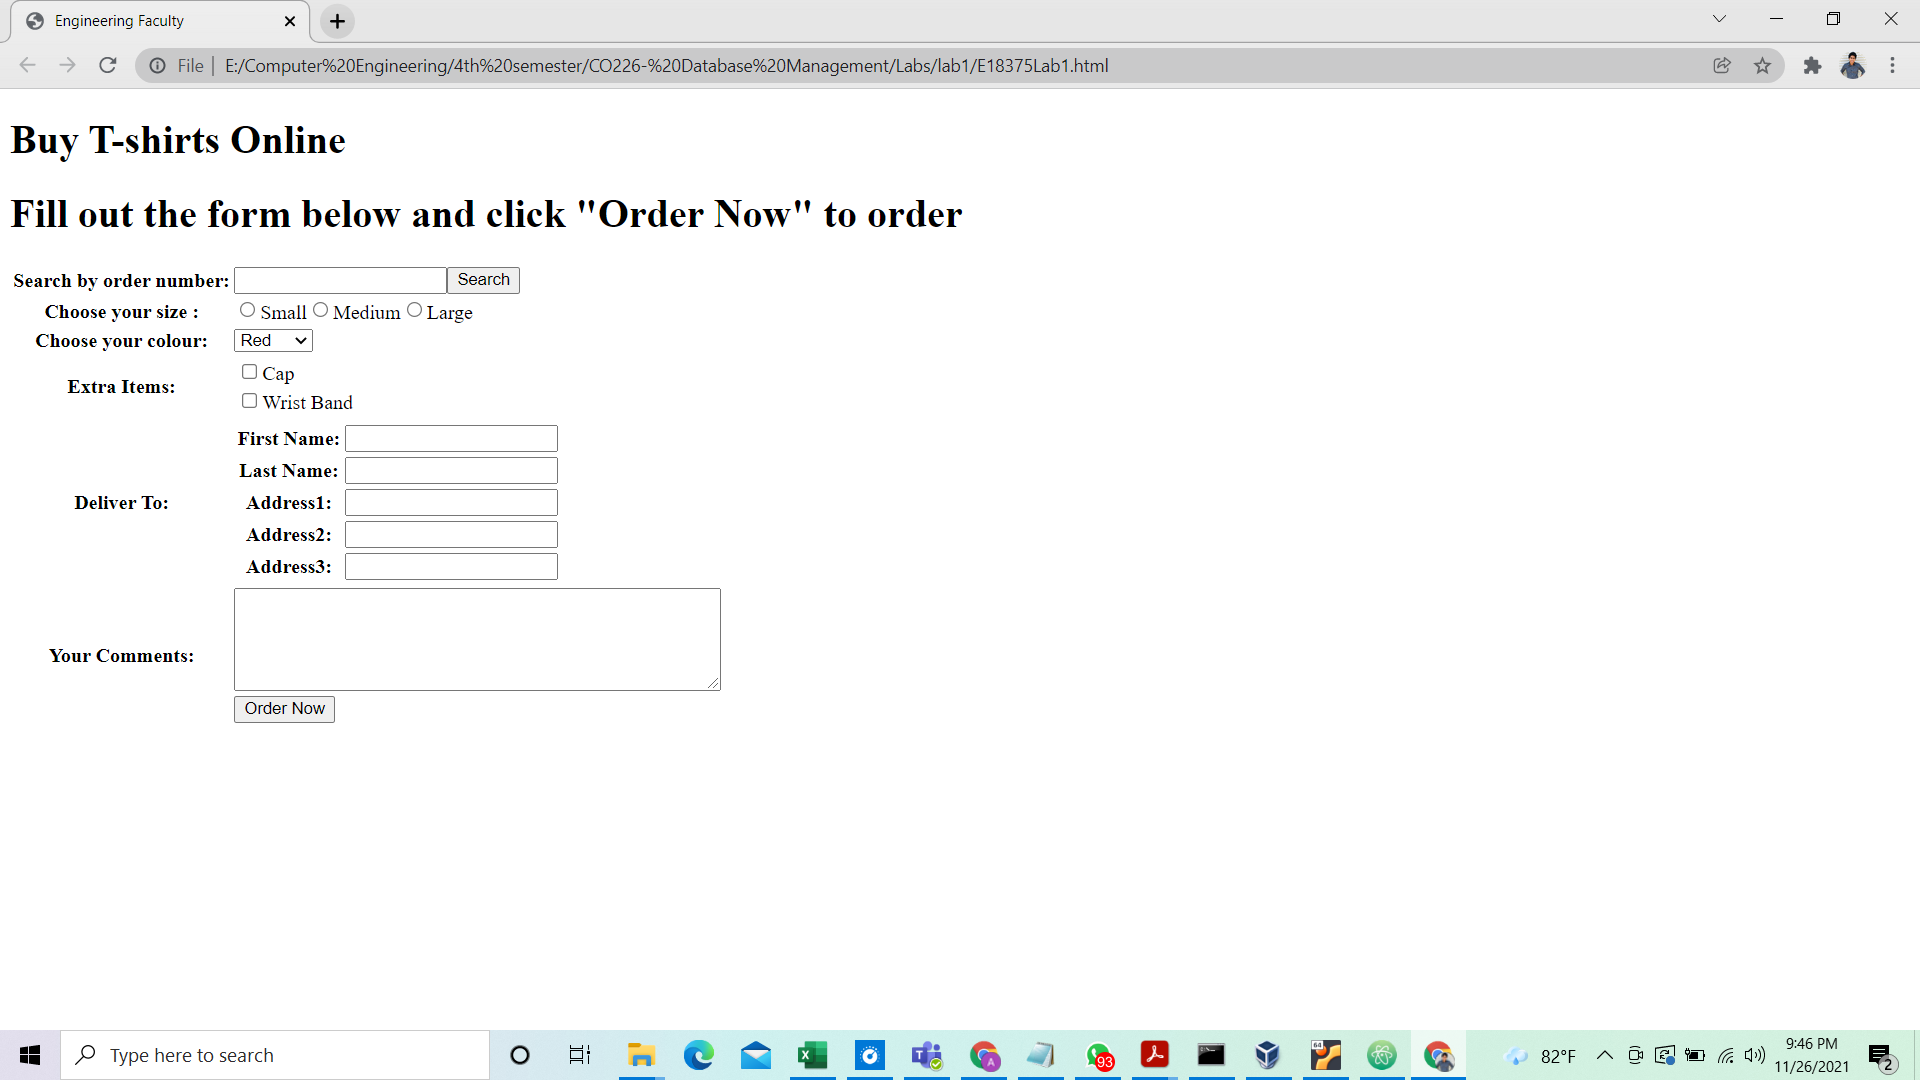 Engineering Faculty
File | E:/Computer%20Engineering/4th%20semester/CO226-%20Database%20Management/Labs/lab1/E18375Lab1.html
Buy T-shirts Online
Fill out the form below and click "Order Now" to order
Search by order number: Search
Choose your size : Small Medium Large
Choose your colour: Red
Extra Items: Cap
Wrist Band
Deliver To:
First Name:
Last Name:
Address1:
Address2:
Address3:
Your Comments:
Order Now
Type here to search
93
64
82°F
9:46 PM
11/26/2021
2